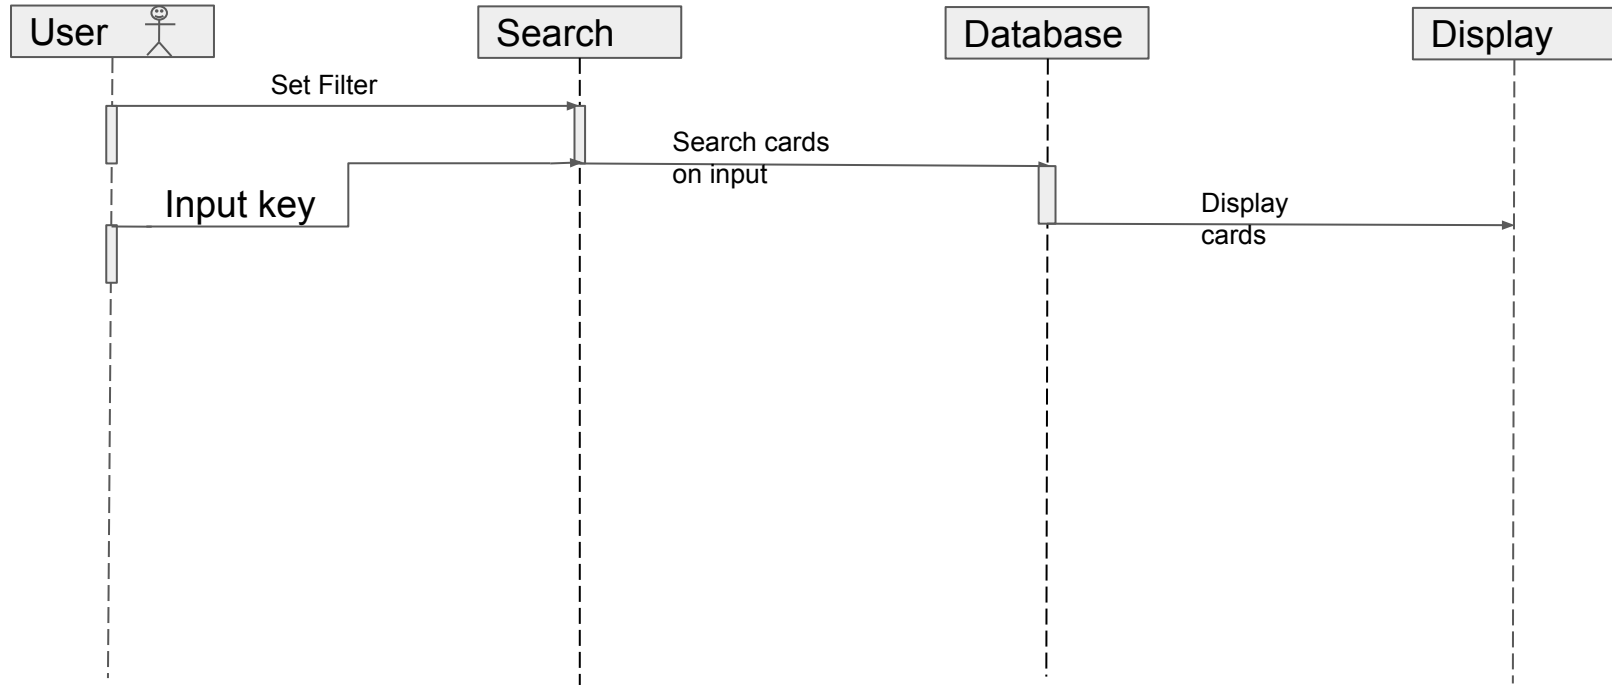 User
Search
Database
Display
Set Filter
Search cards
on input
Input key
Display
cards